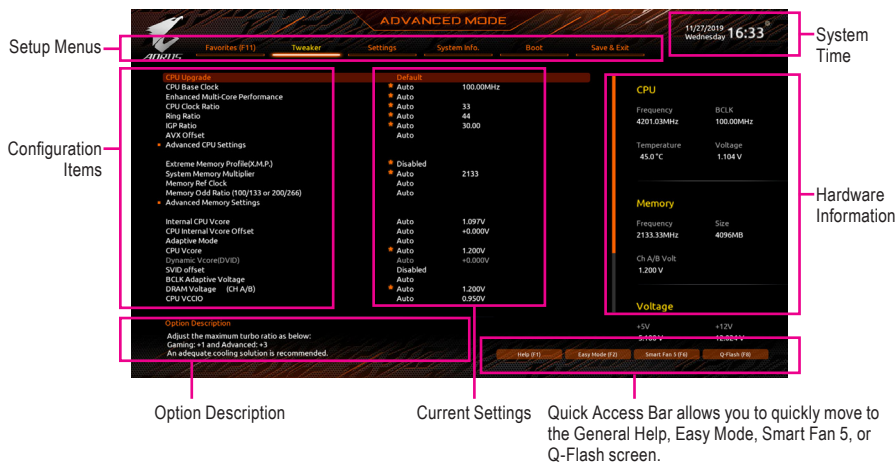 ADVANCED MODE
11/27/2019
Wednesday 16:33
System
Time
Setup Menus
AORUS
Favorites (F11) Tweaker Settings System Info. Boot Save & Exit
CPU Upgrade Default
CPU Base Clock Auto 100.00MHz
Enhanced Multi-Core Performance Auto
CPU Clock Ratio Auto 33
Ring Ratio Auto 44
IGP Ratio Auto 30.00
AVX Offset Auto
Advanced CPU Settings
Extreme Memory Profile(X.M.P.) Disabled
System Memory Multiplier Auto 2133
Memory Ref Clock Auto
Memory Odd Ratio (100/133 or 200/266) Auto
Advanced Memory Settings
Internal CPU Vcore Auto 1.097V
CPU Internal Vcore Offset Auto +0.000V
Adaptive Mode Auto
CPU Vcore Auto 1.200V
Dynamic Vcore(DVID) Auto +0.000V
SVID offset Disabled
BCLK Adaptive Voltage Auto
DRAM Voltage (CH A/B) Auto 1.200V
CPU VCCIO Auto 0.950V
Configuration
Items
CPU
Frequency BCLK
4201.03MHz 100.00MHz
Temperature Voltage
45.0 °C 1.104 V
Memory
Frequency Size
2133.33MHz 4096MB
Ch A/B Volt
1.200 V
Voltage
+5V +12V
5.100 V 12.024 V
Hardware
Information
Option Description
Adjust the maximum turbo ratio as below:
Gaming: +1 and Advanced: +3
An adequate cooling solution is recommended.
Help (F1) Easy Mode (F2) Smart Fan 5 (F6) Q-Flash (F8)
Option Description
Current Settings
Quick Access Bar allows you to quickly move to
the General Help, Easy Mode, Smart Fan 5, or
Q-Flash screen.